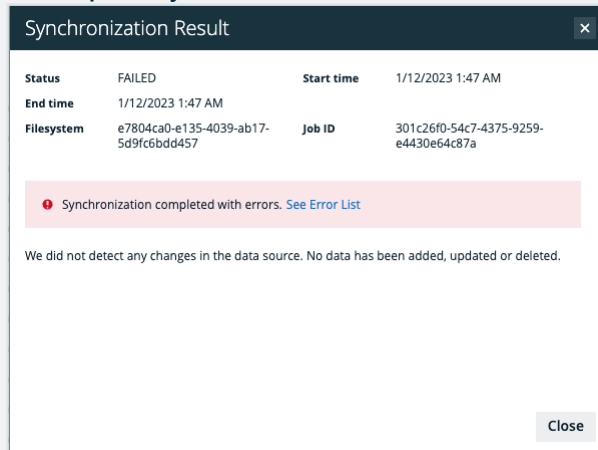 Synchronization Result
Status FAILED Start time 1/12/2023 1:47 AM
End time 1/12/2023 1:47 AM
Filesystem e7804ca0-e135-4039-ab17- Job ID 301c26f0-54c7-4375-9259-
5d9fc6bdd457 e4430e64c87a
Synchronization completed with errors. See Error List
We did not detect any changes in the data source. No data has been added, updated or deleted.
Close